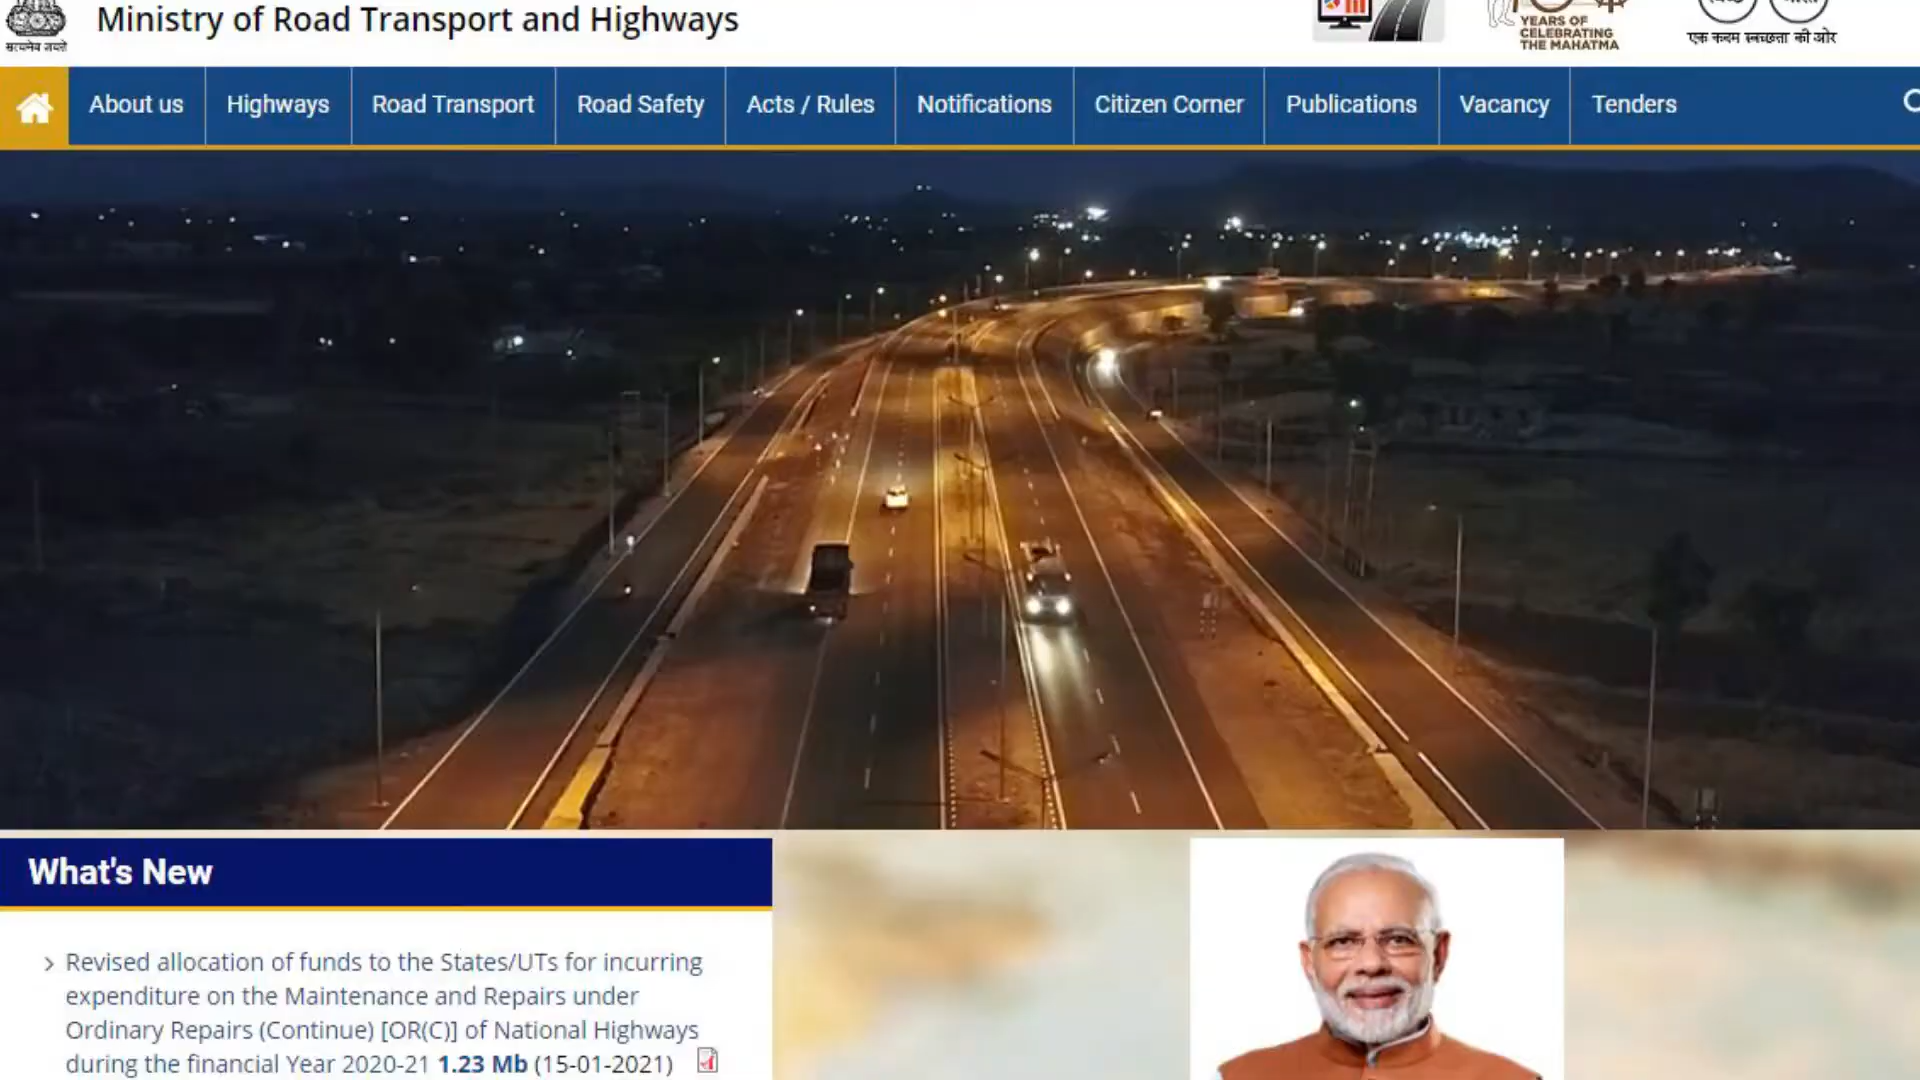 सत्यमेव जयते
Ministry of Road Transport and Highways
YEARS OF
CELEBRATING
THE MAHATMA
एक कदम स्वच्छता की ओर
About us
Highways
Road Transport
Road Safety
Acts / Rules
Notifications
Citizen Corner
Publications
Vacancy
Tenders
What's New
Revised allocation of funds to the States/UTs for incurring
expenditure on the Maintenance and Repairs under
Ordinary Repairs (Continue) [OR(C)] of National Highways
during the financial Year 2020-21 1.23 Mb (15-01-2021)